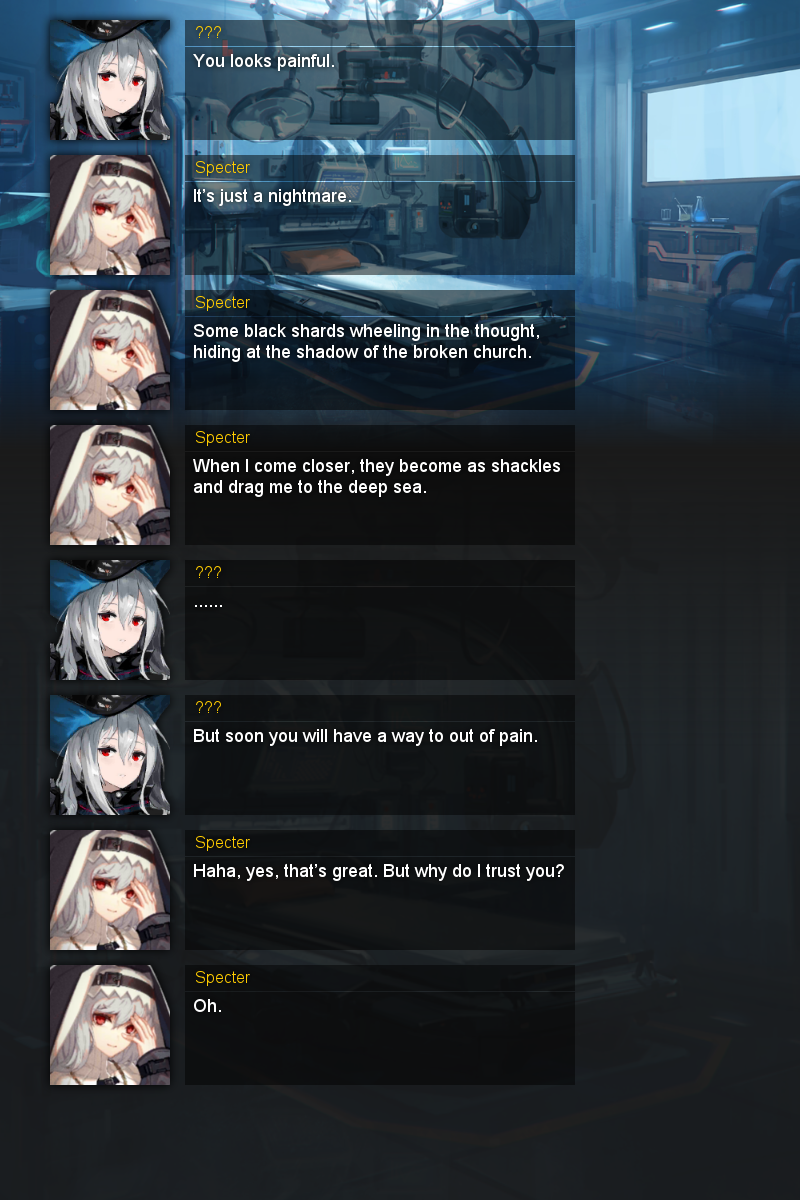 ???
You looks painful.
Specter
It's just a nightmare.
Specter
Some black shards wheeling in the thought,
hiding at the shadow of the broken church.
Specter
When I come closer, they become as shackles
and drag me to the deep sea.
???
......
???
But soon you will have a way to out of pain.
Specter
Haha, yes, that's great. But why do I trust you?
Specter
Oh.